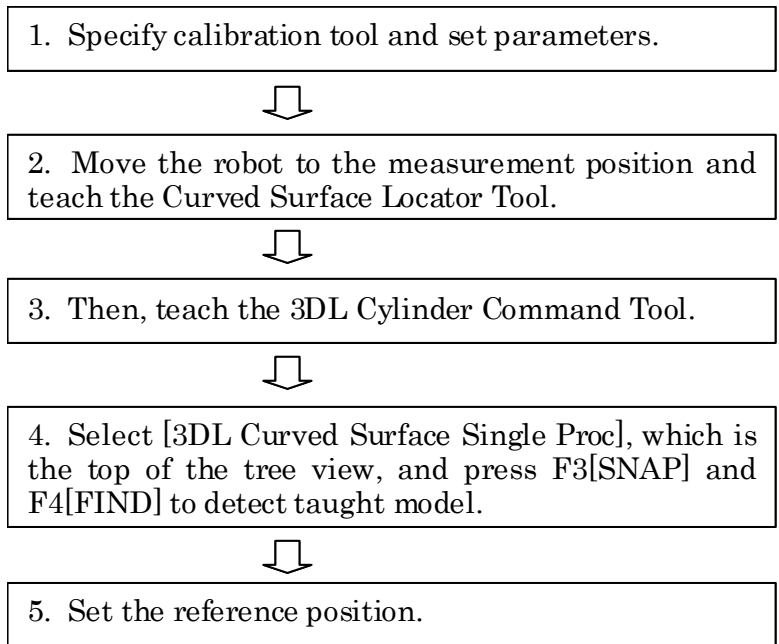 1. Specify calibration tool and set parameters.
2. Move the robot to the measurement position and
teach the Curved Surface Locator Tool.
3. Then, teach the 3DL Cylinder Command Tool.
4. Select [3DL Curved Surface Single Proc], which is
the top of the tree view, and press F3[SNAP] and
F4[FIND] to detect taught model.
5. Set the reference position.